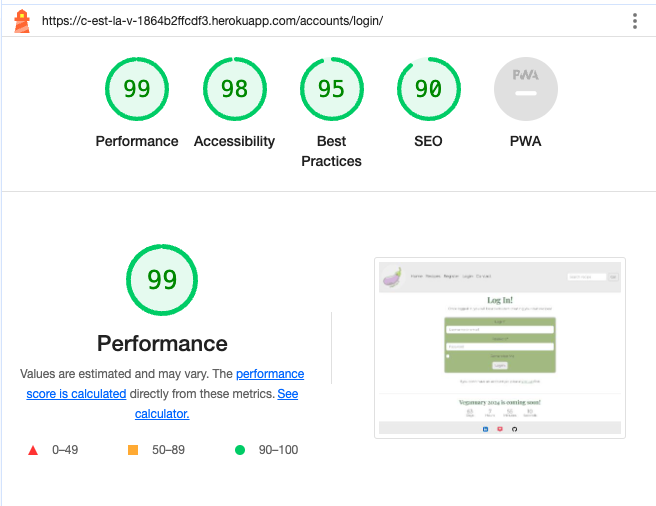 https://c-est-la-v-1864b2ffcdf3.herokuapp.com/accounts/login/
99 98 95 90 PWA
Performance Accessibility Best Practices SEO PWA
99
Performance
Values are estimated and may vary. The performance
score is calculated directly from these metrics. See
calculator.
0–49 50–89 90–100
Log In!
Veganuary 2024 is coming soon!